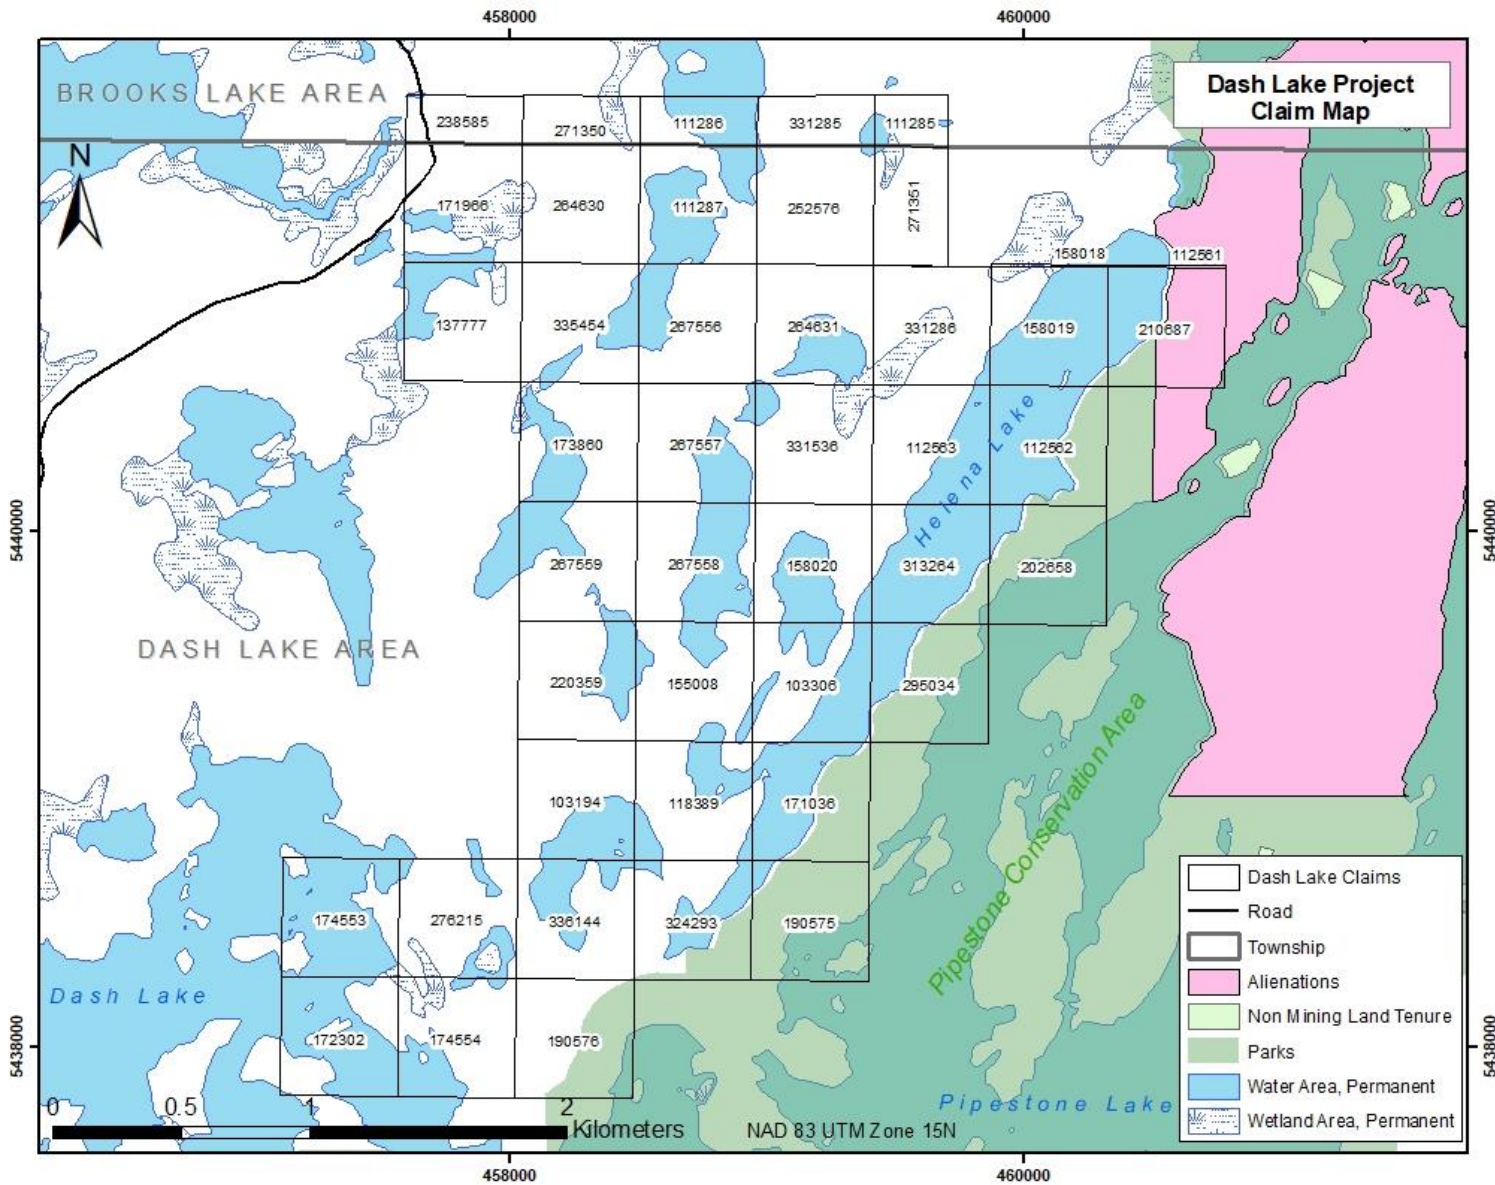 458000
460000
Dash Lake Project
Claim Map
BROOKS LAKE AREA
N
238585
271350
111286
331285
111285
171966
264630
111287
252576
271351
158018
112561
137777
335454
267556
264631
331286
158019
210687
173860
267557
331536
112563
112562
Helena Lake
5440000
5440000
267559
267558
158020
313264
202658
DASH LAKE AREA
220359
155008
103306
295034
103194
118389
171036
Pipestone Conservation Area
174553
276215
336144
324293
190575
Dash Lake
172302
174554
190576
5438000
5438000
Pipestone Lake
Dash Lake Claims
Road
Township
Alienations
Non Mining Land Tenure
Parks
Water Area, Permanent
Wetland Area, Permanent
0 0.5 1 2
Kilometers
NAD 83 UTM Zone 15N
458000
460000